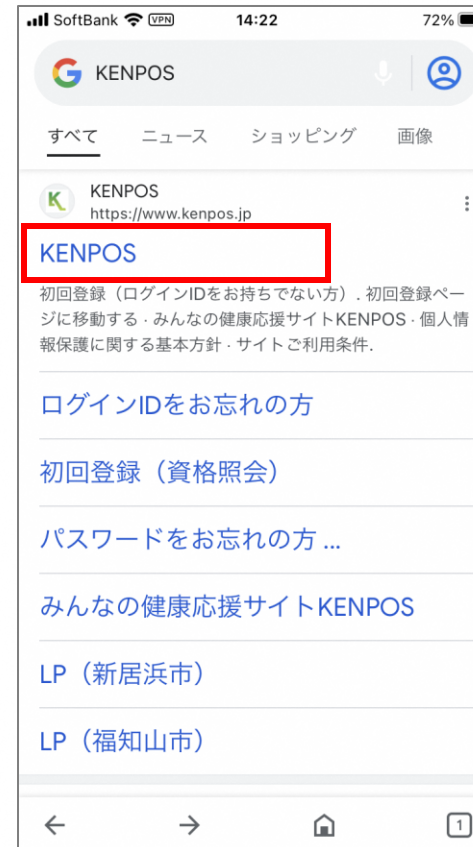 SoftBank VPN 14:22 72%
KENPOS
すべて ニュース ショッピング 画像
KENPOS
https://www.kenpos.jp
KENPOS
初回登録（ログインIDをお持ちでない方）. 初回登録ペー
ジに移動する · みんなの健康応援サイトKENPOS · 個人情
報保護に関する基本方針 · サイトご利用条件.
ログインIDをお忘れの方
初回登録（資格照会）
パスワードをお忘れの方 ...
みんなの健康応援サイトKENPOS
LP（新居浜市）
LP（福知山市）
1